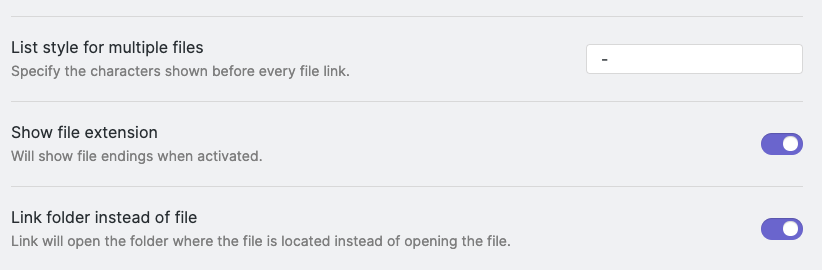 List style for multiple files
Specify the characters shown before every file link.
-
Show file extension
Will show file endings when activated.
Link folder instead of file
Link will open the folder where the file is located instead of opening the file.